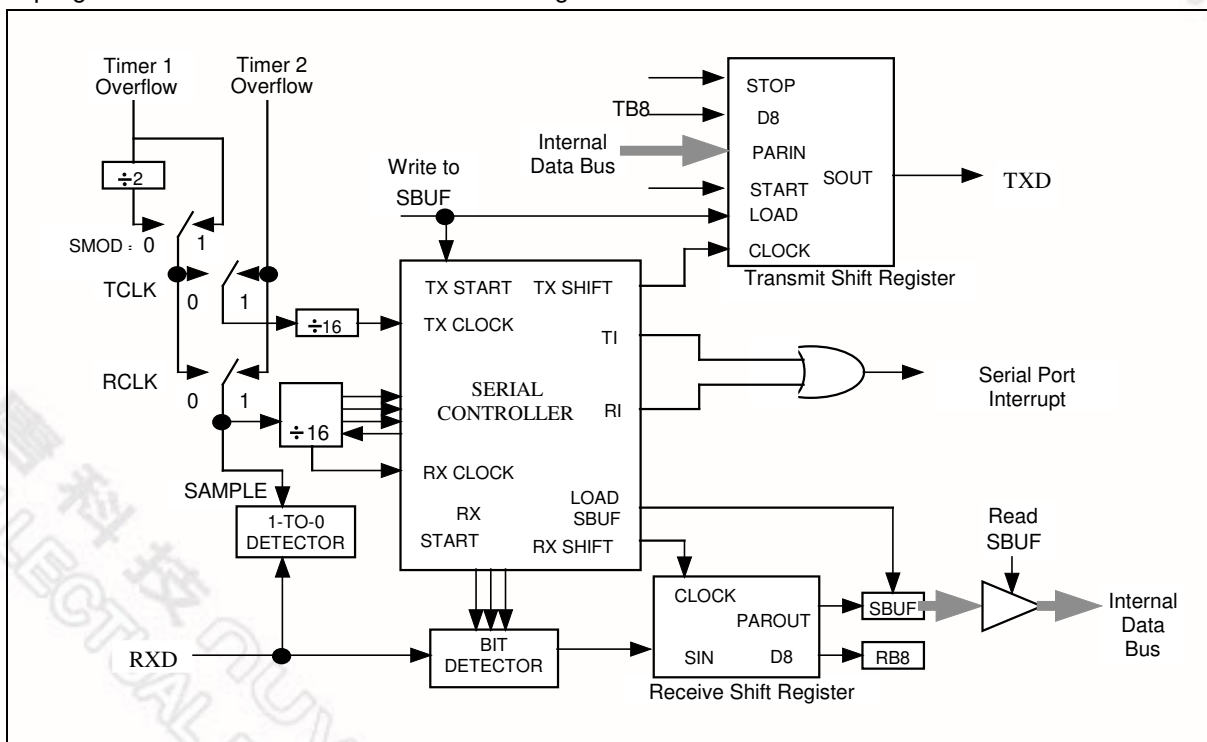 Timer 1
Overflow
Timer 2
Overflow
÷2
SMOD = 0 1
TCLK
0 1
RCLK
0 1
÷16
÷16
SAMPLE
1-TO-0
DETECTOR
RXD
BIT
DETECTOR
Write to
SBUF
TX START
TX SHIFT
TX CLOCK
TI
SERIAL
CONTROLLER
RI
RX CLOCK
LOAD
SBUF
RX
START
RX SHIFT
TB8
Internal
Data Bus
STOP
D8
PARIN
START
SOUT
LOAD
CLOCK
Transmit Shift Register
TXD
Serial Port
Interrupt
CLOCK
PAROUT
SIN
D8
Receive Shift Register
SBUF
RB8
Read
SBUF
Internal
Data
Bus
科技